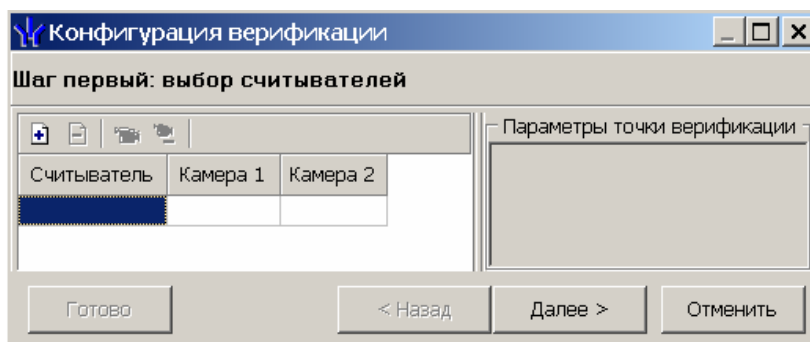 Конфигурация верификации
Шаг первый: выбор считывателей
Параметры точки верификации
Считыватель Камера 1 Камера 2
Готово < Назад Далее > Отменить